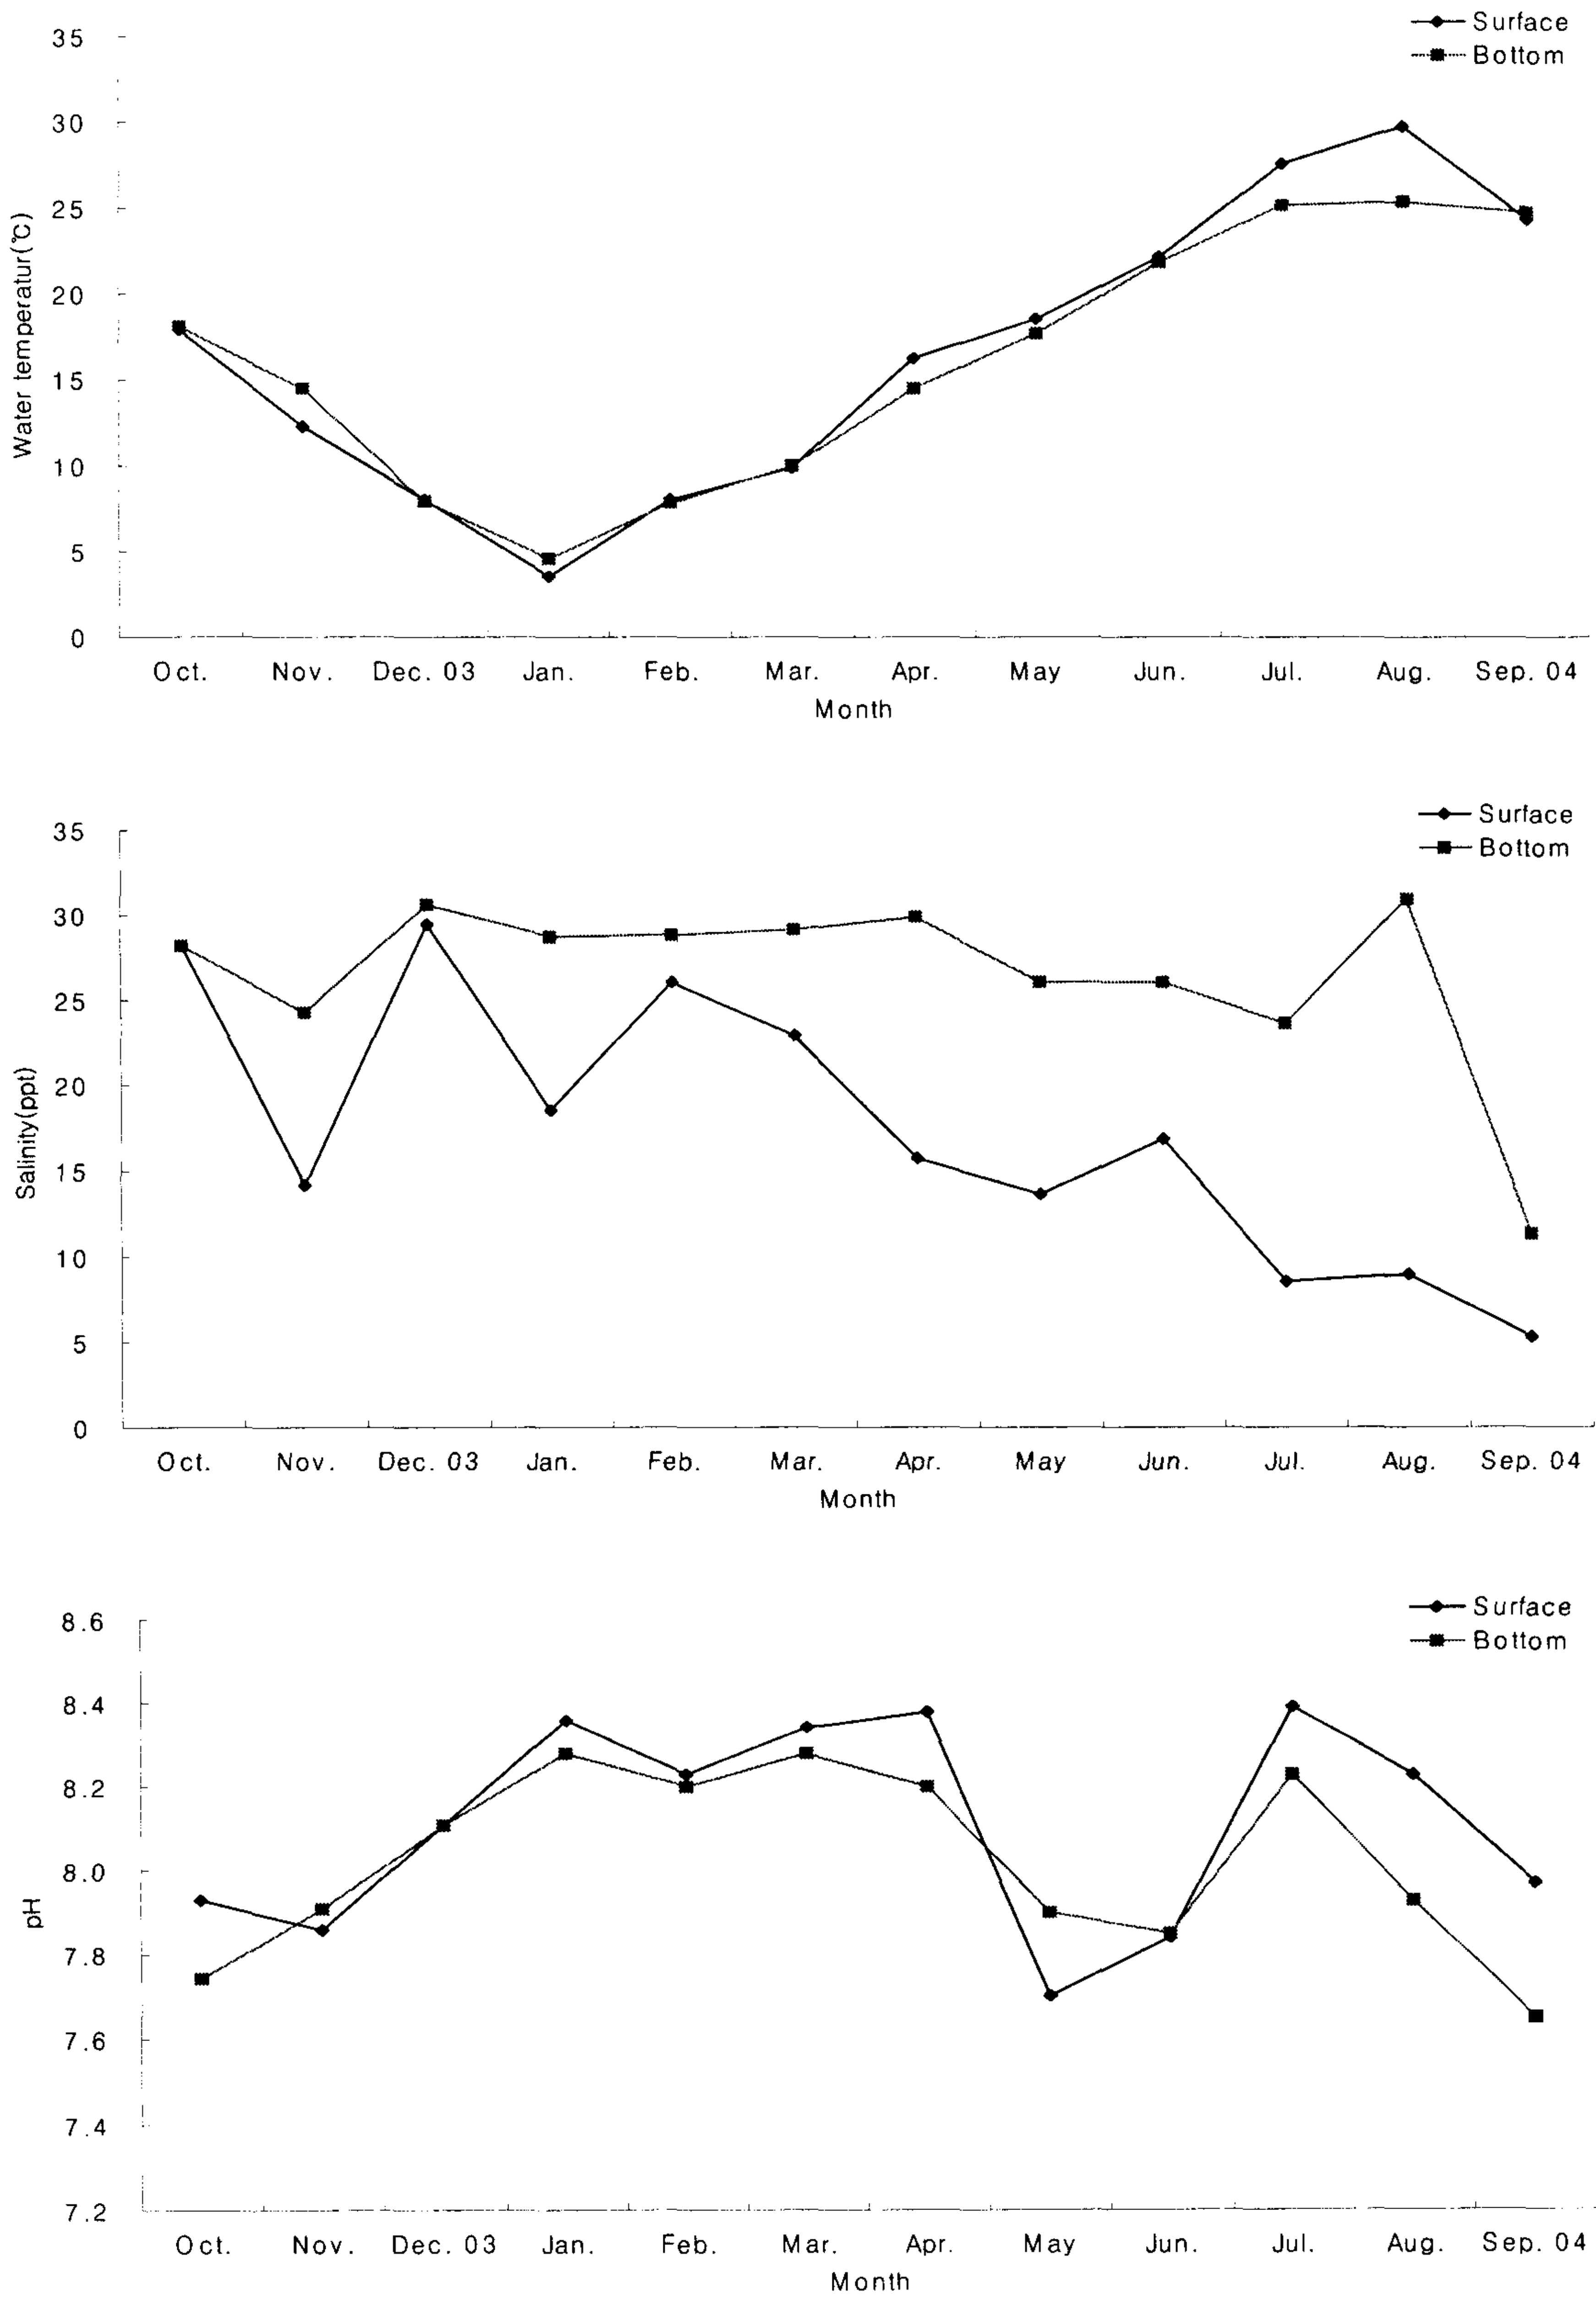 Surface
Bottom
35
30
25
20
15
10
5
0
Water temperatur(℃)
Oct. Nov. Dec. 03 Jan. Feb. Mar. Apr. May Jun. Jul. Aug. Sep. 04
Month
Surface
Bottom
35
30
25
20
15
10
5
0
Salinity(ppt)
Oct. Nov. Dec. 03 Jan. Feb. Mar. Apr. May Jun. Jul. Aug. Sep. 04
Month
Surface
Bottom
8.6
8.4
8.2
8.0
7.8
7.6
7.4
7.2
pH
Oct. Nov. Dec. 03 Jan. Feb. Mar. Apr. May Jun. Jul. Aug. Sep. 04
Month